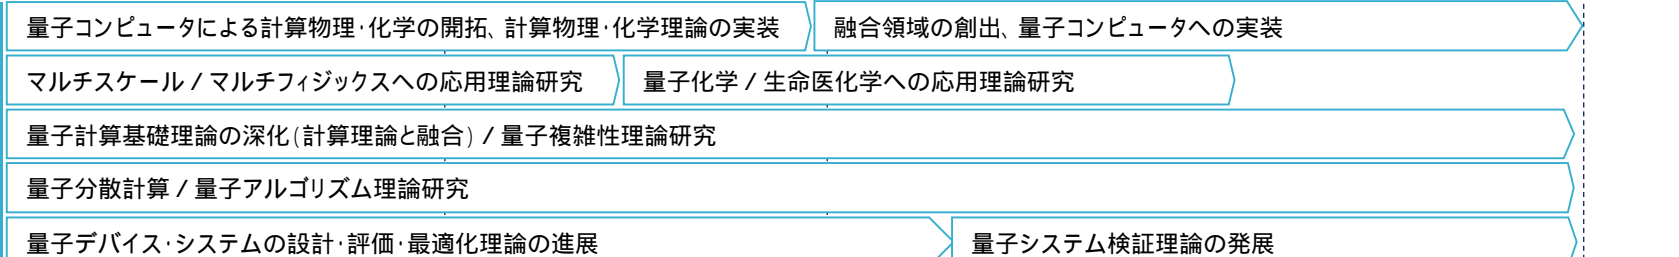 量子コンピュータによる計算物理・化学の開拓、計算物理・化学理論の実装
融合領域の創出、量子コンピュータへの実装
マルチスケール / マルチフィジックスへの応用理論研究
量子化学 / 生命医化学への応用理論研究
量子計算基礎理論の深化(計算理論と融合) / 量子複雑性理論研究
量子分散計算 / 量子アルゴリズム理論研究
量子デバイス・システムの設計・評価・最適化理論の進展
量子システム検証理論の発展